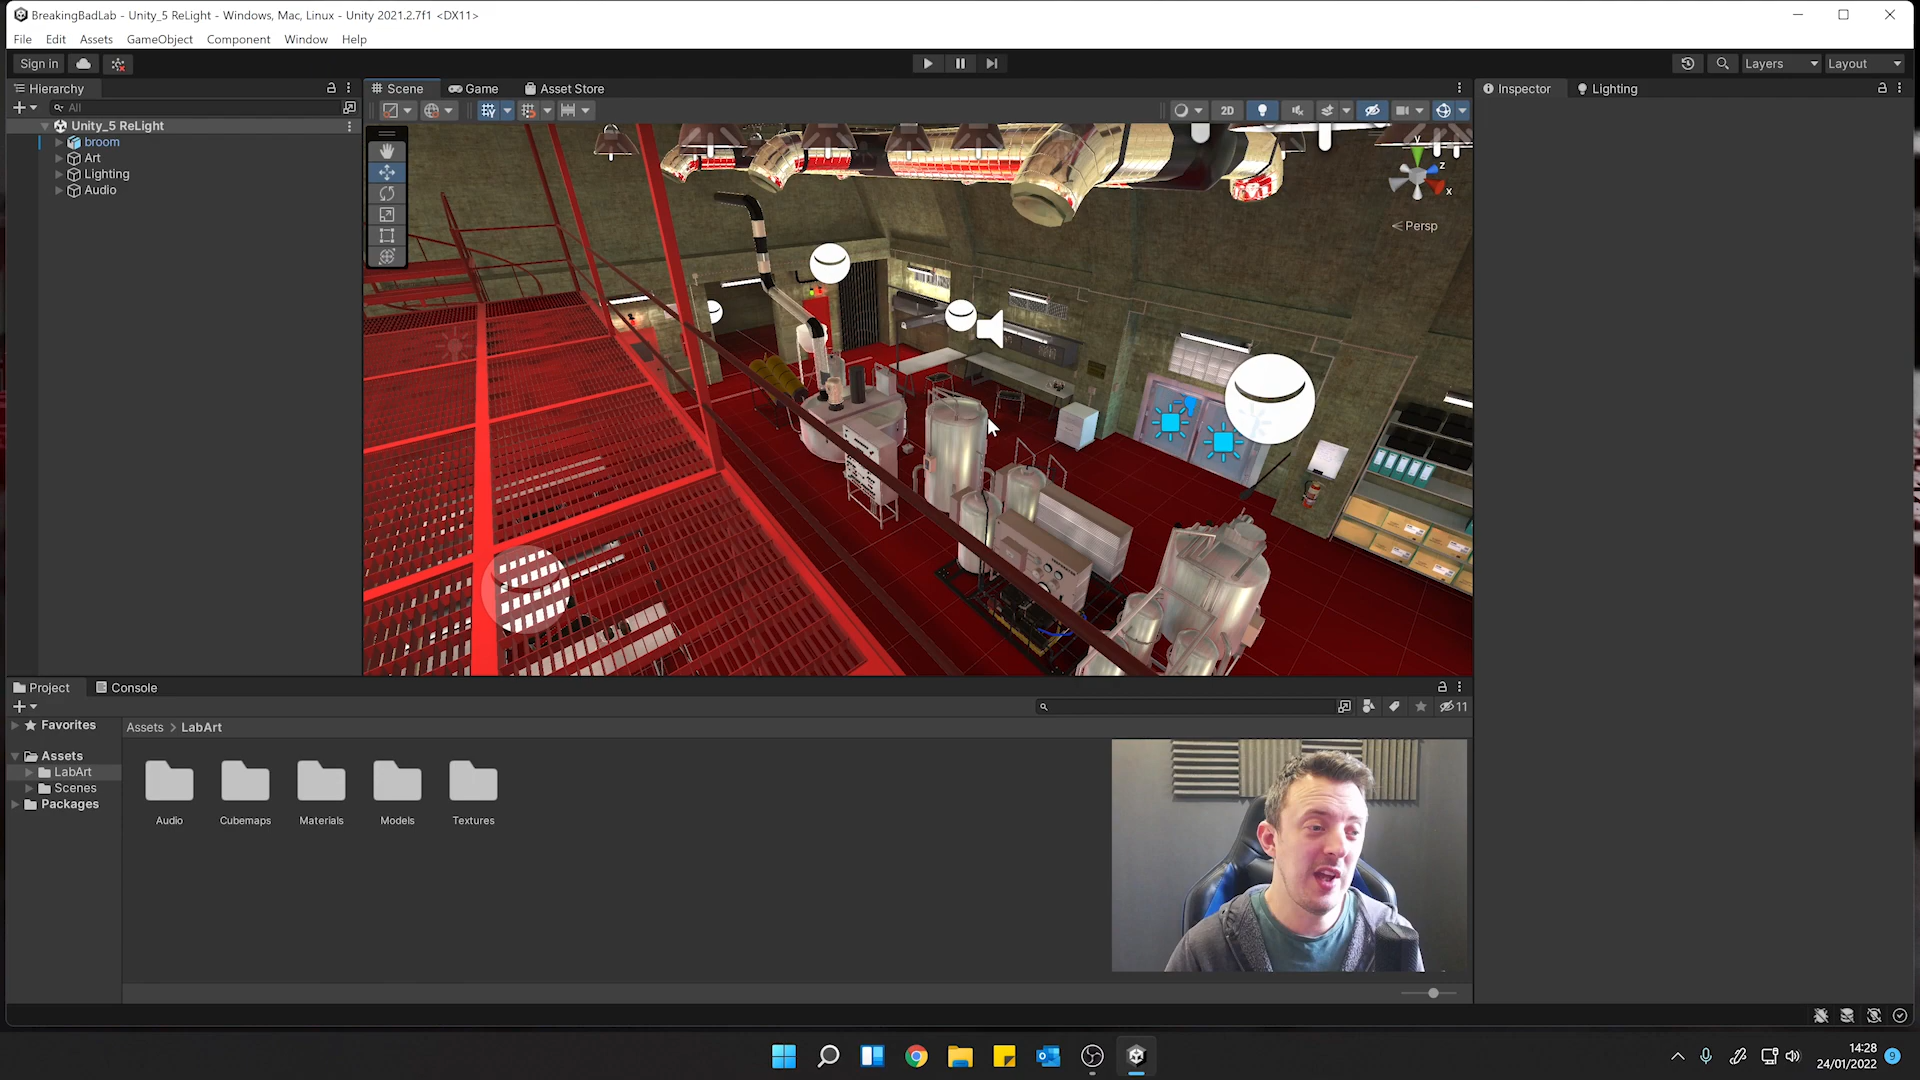 BreakingBadLab - Unity_5 ReLight - Windows, Mac, Linux - Unity 2021.2.7f1 <DX11>
File Edit Assets GameObject Component Window Help
Sign in
Layers
Layout
Hierarchy
Scene
Game
Asset Store
Inspector
Lighting
All
2D
Unity_5 ReLight
broom
Art
Lighting
Audio
y
z
x
Persp
Project
Console
11
Favorites
Assets > LabArt
Assets
LabArt
Scenes
Packages
Audio
Cubemaps
Materials
Models
Textures
14:28
24/01/2022
9